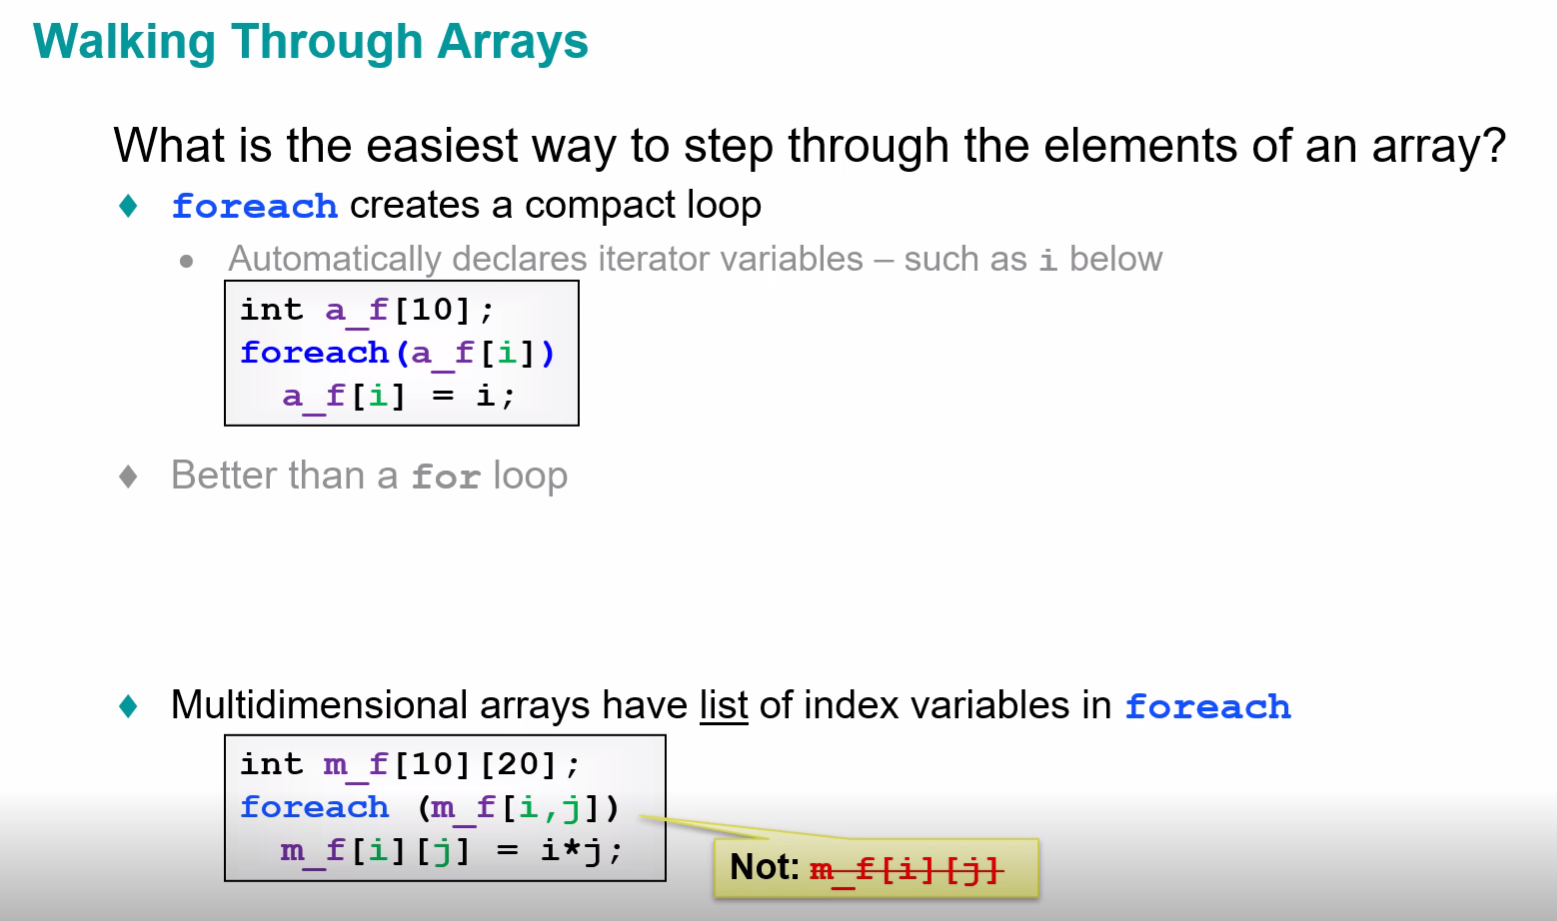 Walking Through Arrays
What is the easiest way to step through the elements of an array?
♦ foreach creates a compact loop
• Automatically declares iterator variables – such as i below
int a_f[10];
foreach(a_f[i])
a_f[i] = i;
♦ Better than a for loop
♦ Multidimensional arrays have list of index variables in foreach
int m_f[10][20];
foreach (m_f[i,j])
m_f[i][j] = i*j;
Not: m_f[i][j]